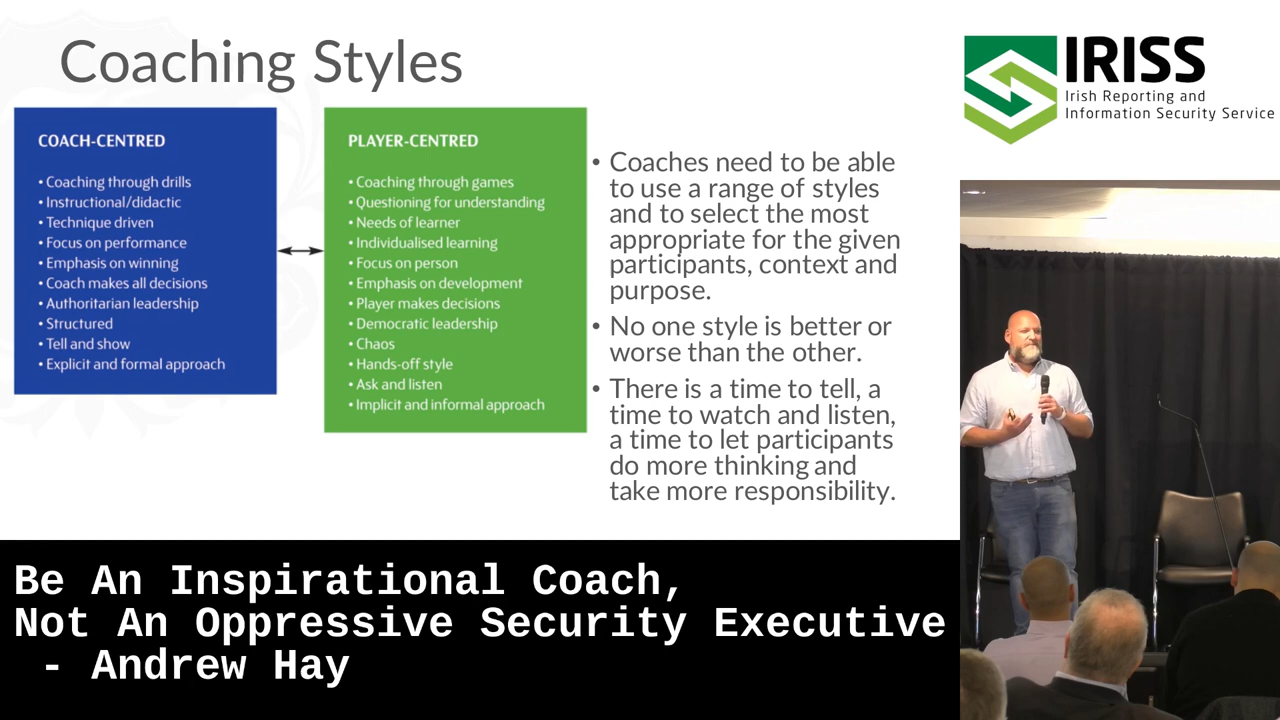 Coaching Styles
COACH-CENTRED
• Coaching through drills
• Instructional/didactic
• Technique driven
• Focus on performance
• Emphasis on winning
• Coach makes all decisions
• Authoritarian leadership
• Structured
• Tell and show
• Explicit and formal approach
PLAYER-CENTRED
• Coaching through games
• Questioning for understanding
• Needs of learner
• Individualised learning
• Focus on person
• Emphasis on development
• Player makes decisions
• Democratic leadership
• Chaos
• Hands-off style
• Ask and listen
• Implicit and informal approach
• Coaches need to be able
to use a range of styles
and to select the most
appropriate for the given
participants, context and
purpose.
• No one style is better or
worse than the other.
• There is a time to tell, a
time to watch and listen,
a time to let participants
do more thinking and
take more responsibility.
IRISS
Irish Reporting and
Information Security Service
Be An Inspirational Coach,
Not An Oppressive Security Executive
- Andrew Hay